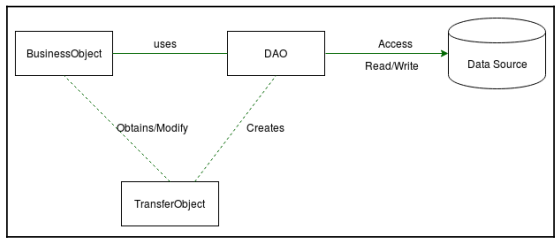 BusinessObject
uses
DAO
Access
Read/Write
Data Source
Obtains/Modify
Creates
TransferObject